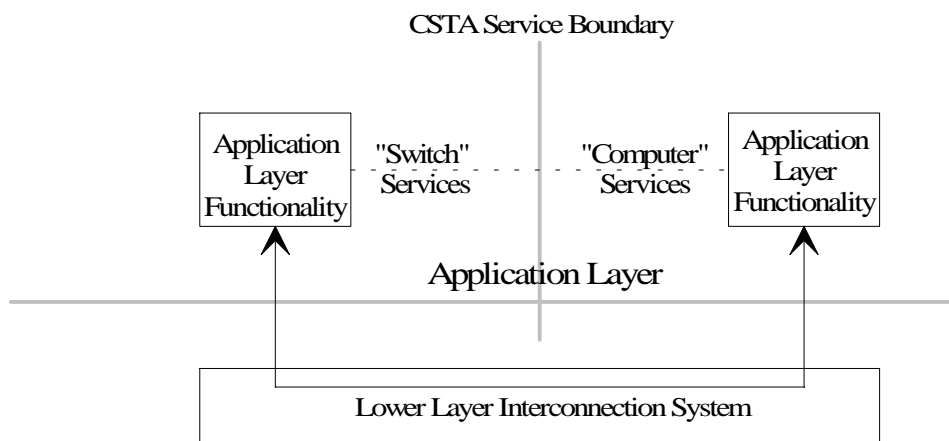 CSTA Service Boundary
Application
Layer
Functionality
"Switch"
Services
"Computer"
Services
Application
Layer
Functionality
Application Layer
Lower Layer Interconnection System